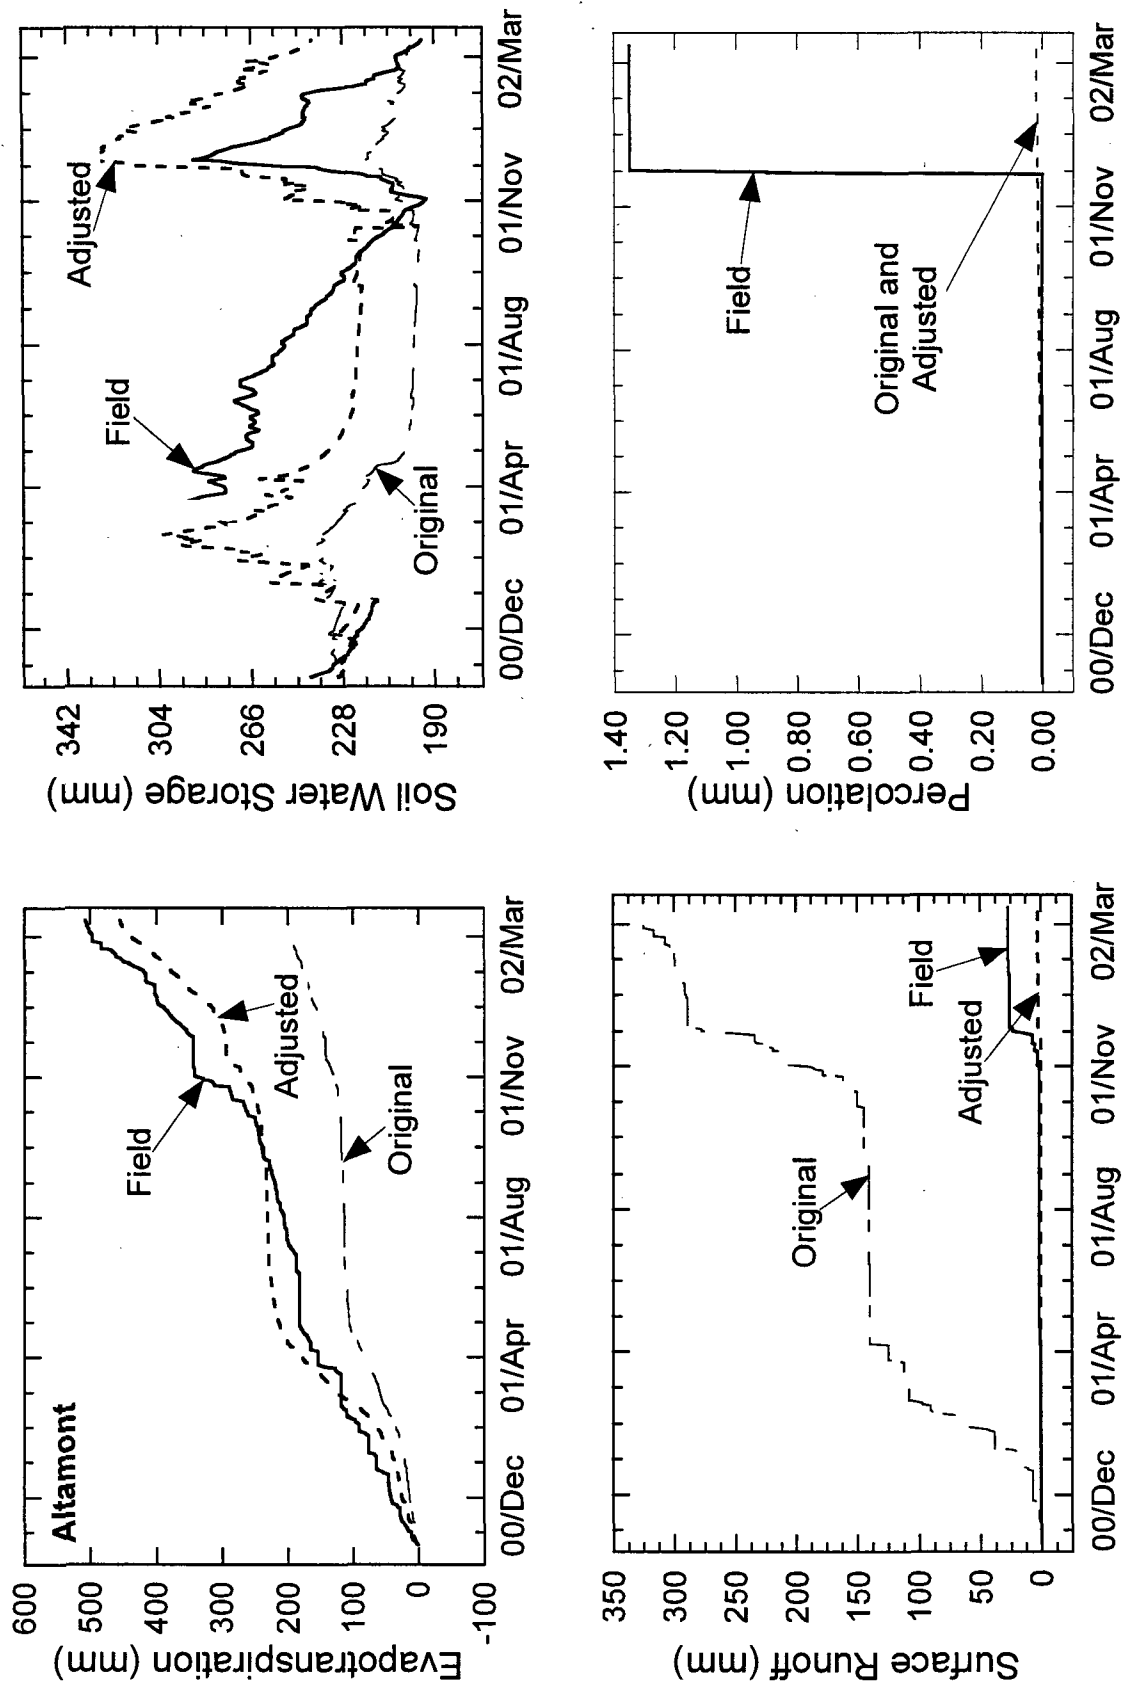 Altamont
Evapotranspiration (mm)
600
500
400
300
200
100
0
-100
Field
Adjusted
Original
00/Dec
01/Apr
01/Aug
01/Nov
02/Mar
Soil Water Storage (mm)
342
304
266
228
190
Field
Adjusted
Original
00/Dec
01/Apr
01/Aug
01/Nov
02/Mar
Surface Runoff (mm)
350
300
250
200
150
100
50
0
Original
Field
Adjusted
00/Dec
01/Apr
01/Aug
01/Nov
02/Mar
Percolation (mm)
1.40
1.20
1.00
0.80
0.60
0.40
0.20
0.00
Field
Original and
Adjusted
00/Dec
01/Apr
01/Aug
01/Nov
02/Mar